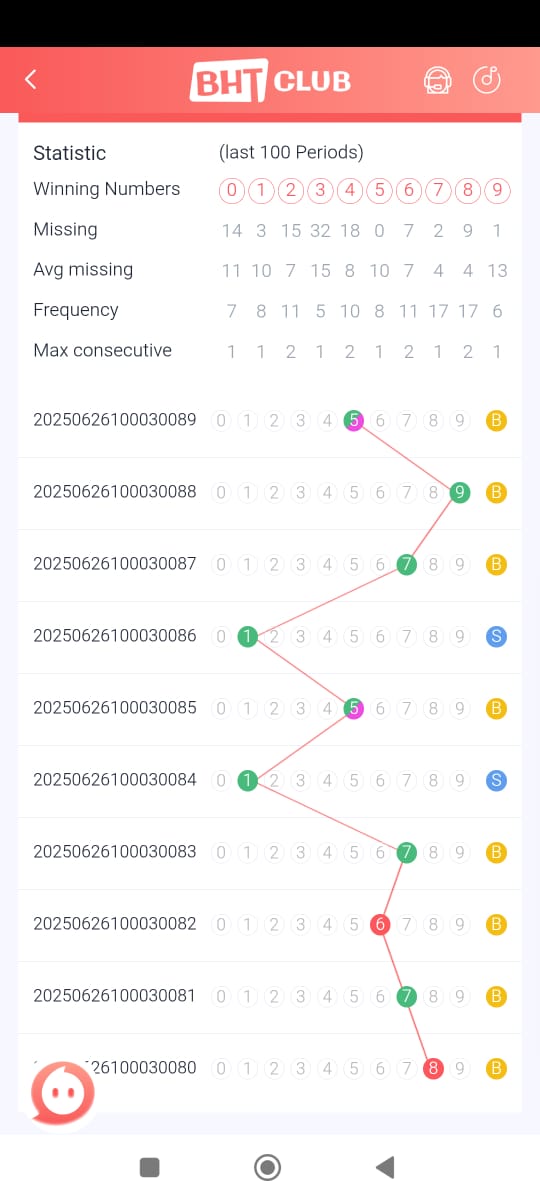 BHT CLUB
Statistic (last 100 Periods)
Winning Numbers 0 1 2 3 4 5 6 7 8 9
Missing 14 3 15 32 18 0 7 2 9 1
Avg missing 11 10 7 15 8 10 7 4 4 13
Frequency 7 8 11 5 10 8 11 17 17 6
Max consecutive 1 1 2 1 2 1 2 1 2 1
20250626100030089 0 1 2 3 4 5 6 7 8 9 B
20250626100030088 0 1 2 3 4 5 6 7 8 9 B
20250626100030087 0 1 2 3 4 5 6 7 8 9 B
20250626100030086 0 1 2 3 4 5 6 7 8 9 S
20250626100030085 0 1 2 3 4 5 6 7 8 9 B
20250626100030084 0 1 2 3 4 5 6 7 8 9 S
20250626100030083 0 1 2 3 4 5 6 7 8 9 B
20250626100030082 0 1 2 3 4 5 6 7 8 9 B
20250626100030081 0 1 2 3 4 5 6 7 8 9 B
626100030080 0 1 2 3 4 5 6 7 8 9 B